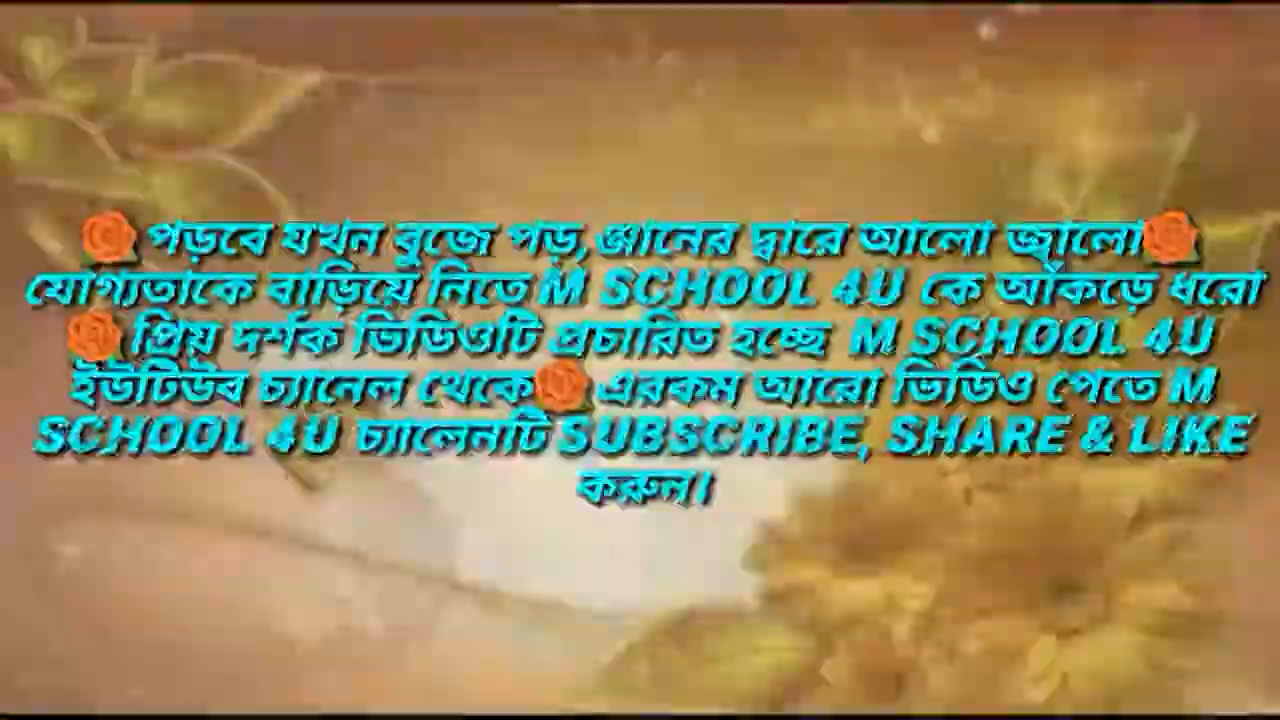 🌹 পড়বে যখন বুজে পড়, জ্ঞানের দ্বারে আলো জ্বালো🌹
যোগ্যতাকে বাড়িয়ে নিতে M SCHOOL 4U কে আঁকড়ে ধরো
🌹 প্রিয় দর্শক ভিডিওটি প্রচারিত হচ্ছে M SCHOOL 4U
ইউটিউব চ্যানেল থেকে🌹 এরকম আরো ভিডিও পেতে M
SCHOOL 4U চ্যালেনটি SUBSCRIBE, SHARE & LIKE
করুন।